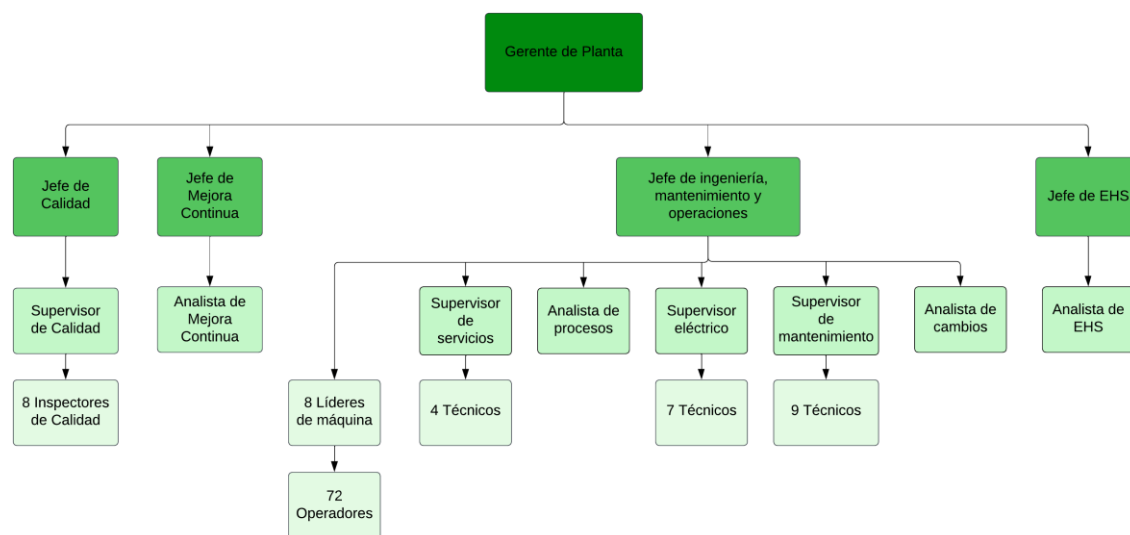 Gerente de Planta
Jefe de
Calidad
Jefe de
Mejora
Continua
Jefe de ingeniería,
mantenimiento y
operaciones
Jefe de EHS
Supervisor
de Calidad
Analista de
Mejora
Continua
Supervisor
de
servicios
Analista de
procesos
Supervisor
eléctrico
Supervisor
de
mantenimiento
Analista de
cambios
Analista de
EHS
8 Inspectores
de Calidad
8 Líderes
de máquina
4 Técnicos
7 Técnicos
9 Técnicos
72
Operadores